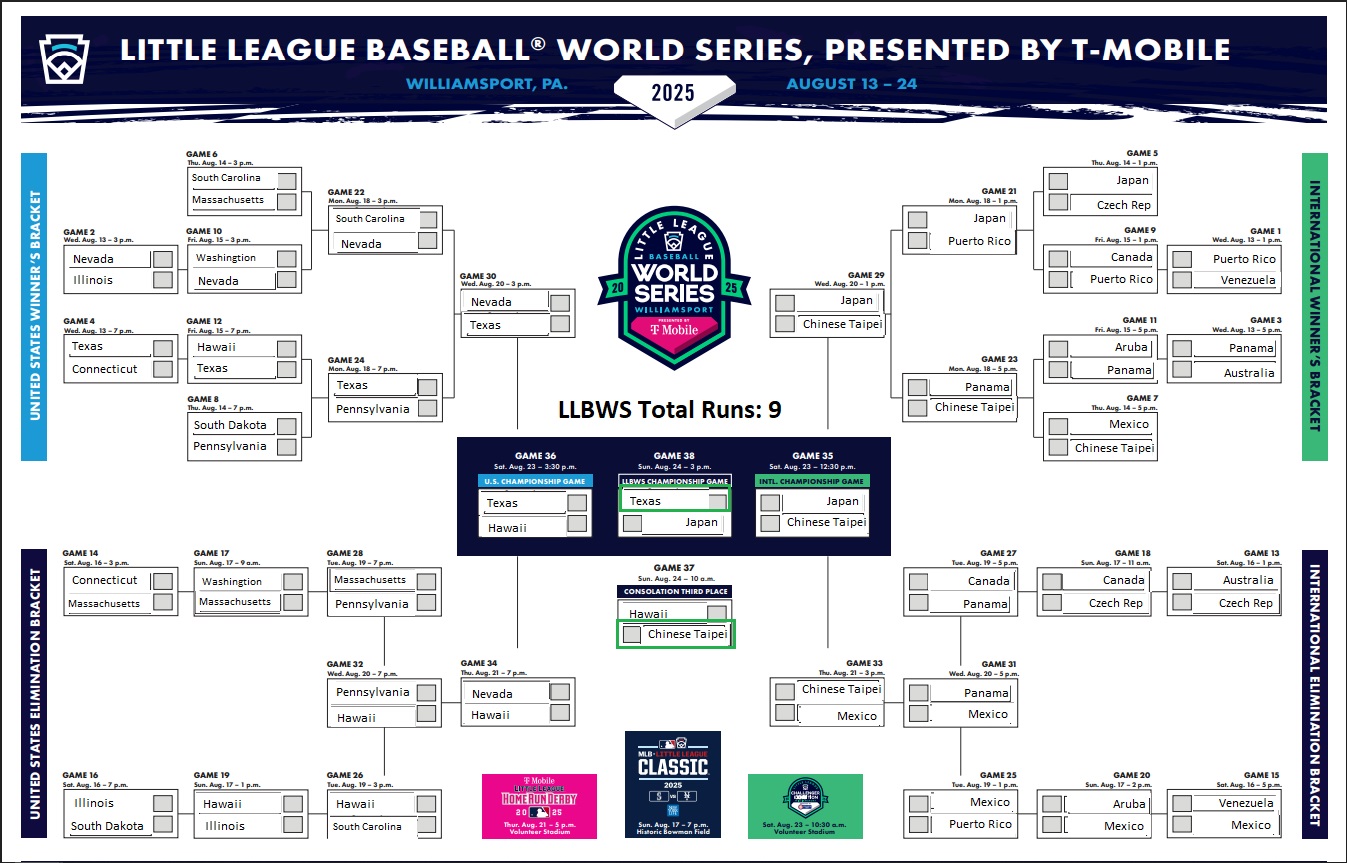 LITTLE LEAGUE BASEBALL® WORLD SERIES, PRESENTED BY T-MOBILE
WILLIAMSPORT, PA.
2025
AUGUST 13 – 24
UNITED STATES WINNER'S BRACKET
GAME 6
Thu. Aug. 14 – 3 p.m.
South Carolina
Massachusetts
GAME 22
Mon. Aug. 18 – 3 p.m.
South Carolina
Nevada
GAME 2
Wed. Aug. 13 – 3 p.m.
Nevada
Illinois
GAME 10
Fri. Aug. 15 – 3 p.m.
Washington
Nevada
GAME 30
Wed. Aug. 20 – 3 p.m.
Nevada
Texas
GAME 4
Wed. Aug. 13 – 7 p.m.
Texas
Connecticut
GAME 12
Fri. Aug. 15 – 7 p.m.
Hawaii
Texas
GAME 24
Mon. Aug. 18 – 7 p.m.
Texas
Pennsylvania
GAME 8
Thu. Aug. 14 – 7 p.m.
South Dakota
Pennsylvania
LITTLE LEAGUE
BASEBALL
WORLD
20 SERIES 25
WILLIAMSPORT
PRESENTED BY
T Mobile
LLBWS Total Runs: 9
INTERNATIONAL WINNER'S BRACKET
GAME 5
Thu. Aug. 14 – 1 p.m.
Japan
Czech Rep
GAME 21
Mon. Aug. 18 – 1 p.m.
Japan
Puerto Rico
GAME 9
Fri. Aug. 15 – 1 p.m.
Canada
Puerto Rico
GAME 1
Wed. Aug. 13 – 1 p.m.
Puerto Rico
Venezuela
GAME 29
Wed. Aug. 20 – 1 p.m.
Japan
Chinese Taipei
GAME 11
Fri. Aug. 15 – 5 p.m.
Aruba
Panama
GAME 3
Wed. Aug. 13 – 5 p.m.
Panama
Australia
GAME 23
Mon. Aug. 18 – 5 p.m.
Panama
Chinese Taipei
GAME 7
Thu. Aug. 14 – 5 p.m.
Mexico
Chinese Taipei
GAME 36
Sat. Aug. 23 – 3:30 p.m.
U.S. CHAMPIONSHIP GAME
Texas
Hawaii
GAME 38
Sun. Aug. 24 – 3 p.m.
LLBWS CHAMPIONSHIP GAME
Texas
Japan
GAME 35
Sat. Aug. 23 – 12:30 p.m.
INTL. CHAMPIONSHIP GAME
Japan
Chinese Taipei
GAME 37
Sun. Aug. 24 – 10 a.m.
CONSOLATION THIRD PLACE
Hawaii
Chinese Taipei
UNITED STATES ELIMINATION BRACKET
GAME 14
Sat. Aug. 16 – 3 p.m.
Connecticut
Massachusetts
GAME 17
Sun. Aug. 17 – 9 a.m.
Washington
Massachusetts
GAME 28
Tue. Aug. 19 – 7 p.m.
Massachusetts
Pennsylvania
GAME 32
Wed. Aug. 20 – 7 p.m.
Pennsylvania
Hawaii
GAME 34
Thu. Aug. 21 – 7 p.m.
Nevada
Hawaii
GAME 16
Sat. Aug. 16 – 7 p.m.
Illinois
South Dakota
GAME 19
Sun. Aug. 17 – 1 p.m.
Hawaii
Illinois
GAME 26
Tue. Aug. 19 – 3 p.m.
Hawaii
South Carolina
T Mobile
LITTLE LEAGUE
HOME RUN DERBY
20 25
Thu. Aug. 21 – 5 p.m.
Volunteer Stadium
MLB LITTLE LEAGUE
CLASSIC
2025
VS
Sun. Aug. 17 – 7 p.m.
Historic Bowman Field
CHALLENGER
Sat. Aug. 23 – 10:30 a.m.
Volunteer Stadium
INTERNATIONAL ELIMINATION BRACKET
GAME 27
Tue. Aug. 19 – 5 p.m.
Canada
Panama
GAME 18
Sun. Aug. 17 – 11 a.m.
Canada
Czech Rep
GAME 13
Sat. Aug. 16 – 1 p.m.
Australia
Czech Rep
GAME 33
Thu. Aug. 21 – 3 p.m.
Chinese Taipei
Mexico
GAME 31
Wed. Aug. 20 – 5 p.m.
Panama
Mexico
GAME 25
Tue. Aug. 19 – 1 p.m.
Mexico
Puerto Rico
GAME 20
Sun. Aug. 17 – 2 p.m.
Aruba
Mexico
GAME 15
Sat. Aug. 16 – 5 p.m.
Venezuela
Mexico